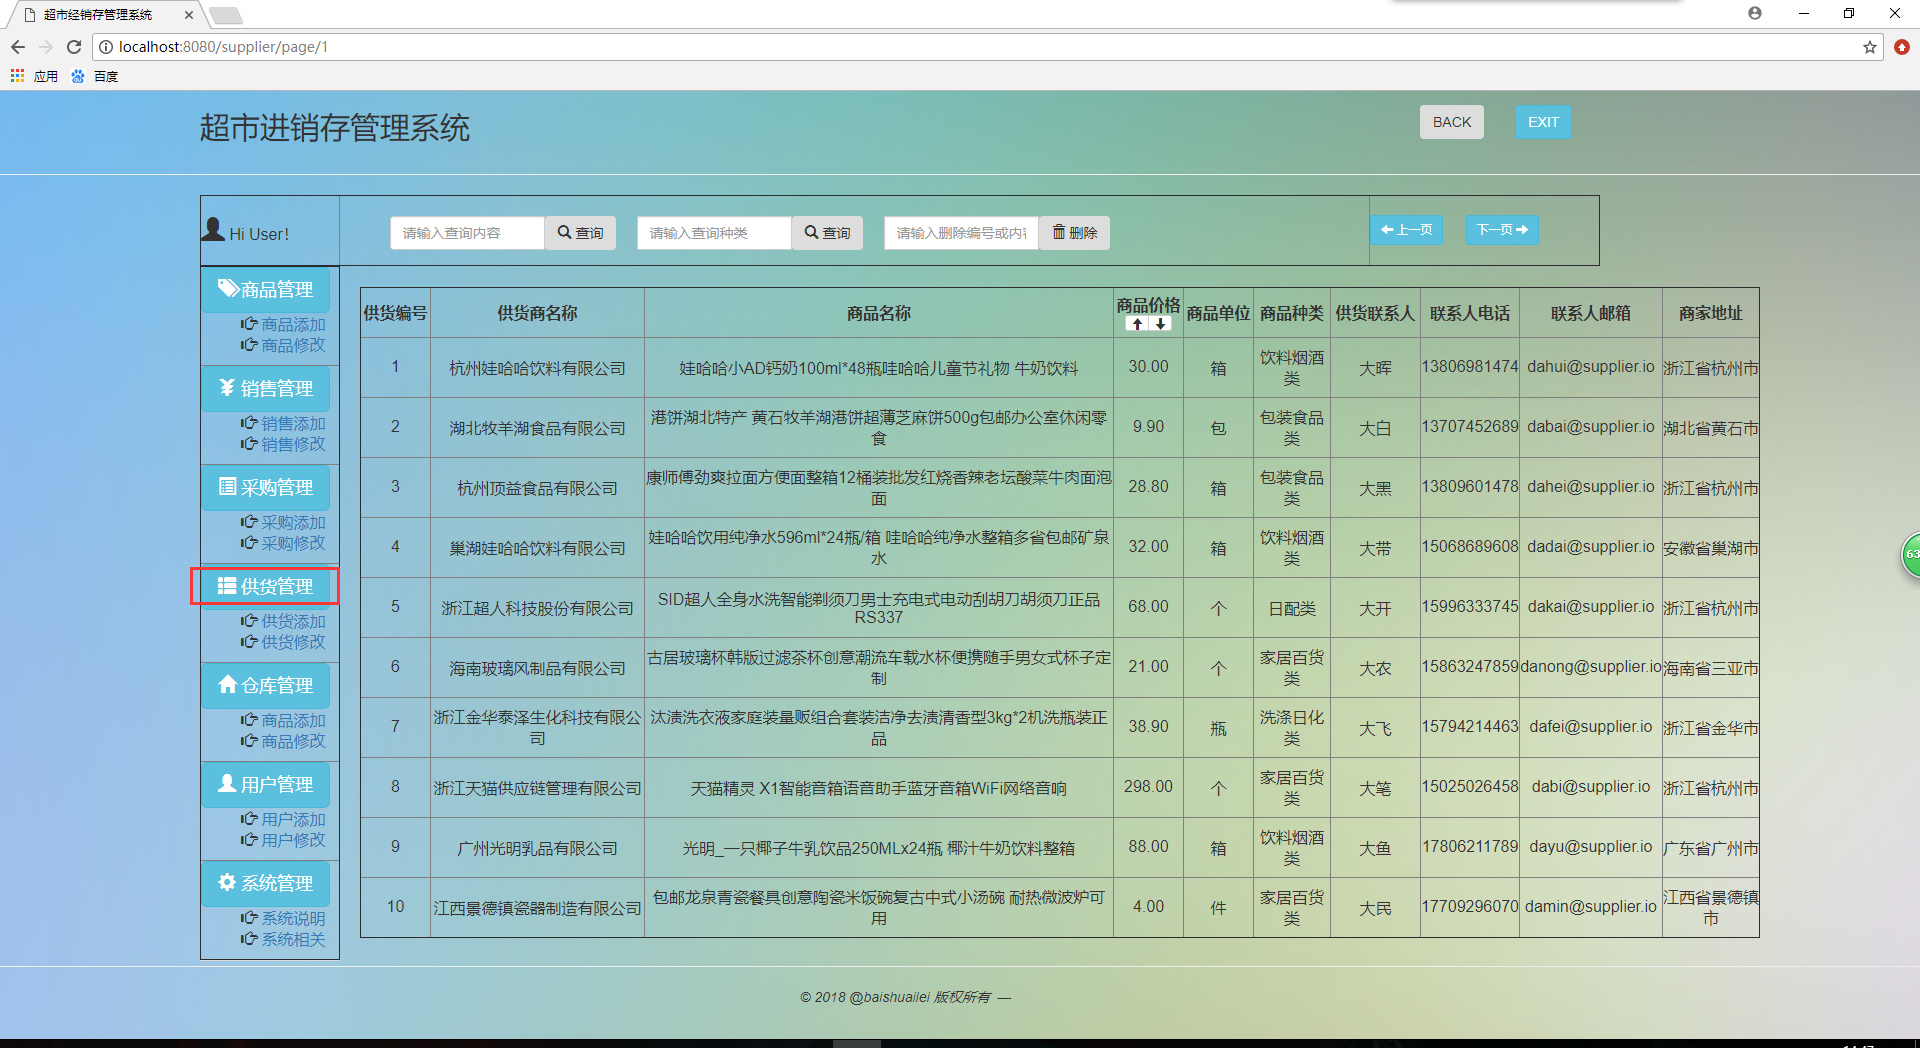 超市经销存管理系统
localhost:8080/supplier/page/1
应用 百度
超市进销存管理系统
BACK EXIT
Hi User!
请输入查询内容 查询 请输入查询种类 查询 请输入删除编号或内容 删除
上一页 下一页
商品管理
商品添加
商品修改
销售管理
销售添加
销售修改
采购管理
采购添加
采购修改
供货管理
供货添加
供货修改
仓库管理
商品添加
商品修改
用户管理
用户添加
用户修改
系统管理
系统说明
系统相关
供货编号 供货商名称 商品名称 商品价格 商品单位 商品种类 供货联系人 联系人电话 联系人邮箱 商家地址
1 杭州娃哈哈饮料有限公司 娃哈哈小AD钙奶100ml*48瓶哇哈哈儿童节礼物 牛奶饮料 30.00 箱 饮料烟酒类 大晖 13806981474 dahui@supplier.io 浙江省杭州市
2 湖北牧羊湖食品有限公司 港饼湖北特产 黄石牧羊湖港饼超薄芝麻饼500g包邮办公室休闲零食 9.90 包 包装食品类 大白 13707452689 dabai@supplier.io 湖北省黄石市
3 杭州顶益食品有限公司 康师傅劲爽拉面方便面整箱12桶装批发红烧香辣老坛酸菜牛肉面泡面 28.80 箱 包装食品类 大黑 13809601478 dahei@supplier.io 浙江省杭州市
4 巢湖娃哈哈饮料有限公司 娃哈哈饮用纯净水596ml*24瓶/箱 哇哈哈纯净水整箱多省包邮矿泉水 32.00 箱 饮料烟酒类 大带 15068689608 dadai@supplier.io 安徽省巢湖市
5 浙江超人科技股份有限公司 SID超人全身水洗智能剃须刀男士充电式电动刮胡刀胡须刀正品RS337 68.00 个 日配类 大开 15996333745 dakai@supplier.io 浙江省杭州市
6 海南玻璃风制品有限公司 古居玻璃杯韩版过滤茶杯创意潮流车载水杯便携随手男女式杯子定制 21.00 个 家居百货类 大农 15863247859 danong@supplier.io 海南省三亚市
7 浙江金华泰泽生化科技有限公司 汰渍洗衣液家庭装量贩组合套装洁净去渍清香型3kg*2机洗瓶装正品 38.90 瓶 洗涤日化类 大飞 15794214463 dafei@supplier.io 浙江省金华市
8 浙江天猫供应链管理有限公司 天猫精灵 X1智能音箱语音助手蓝牙音箱WiFi网络音响 298.00 个 家居百货类 大笔 15025026458 dabi@supplier.io 浙江省杭州市
9 广州光明乳品有限公司 光明_一只椰子牛乳饮品250MLx24瓶 椰汁牛奶饮料整箱 88.00 箱 饮料烟酒类 大鱼 17806211789 dayu@supplier.io 广东省广州市
10 江西景德镇瓷器制造有限公司 包邮龙泉青瓷餐具创意陶瓷米饭碗复古中式小汤碗 耐热微波炉可用 4.00 件 家居百货类 大民 17709296070 damin@supplier.io 江西省景德镇市
63
© 2018 @baishuailei 版权所有 —